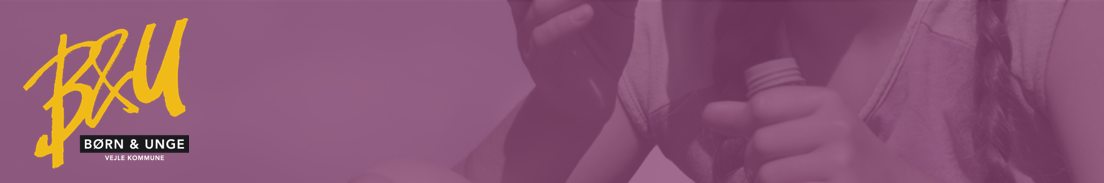 B&U
BØRN & UNGE
VEJLE KOMMUNE